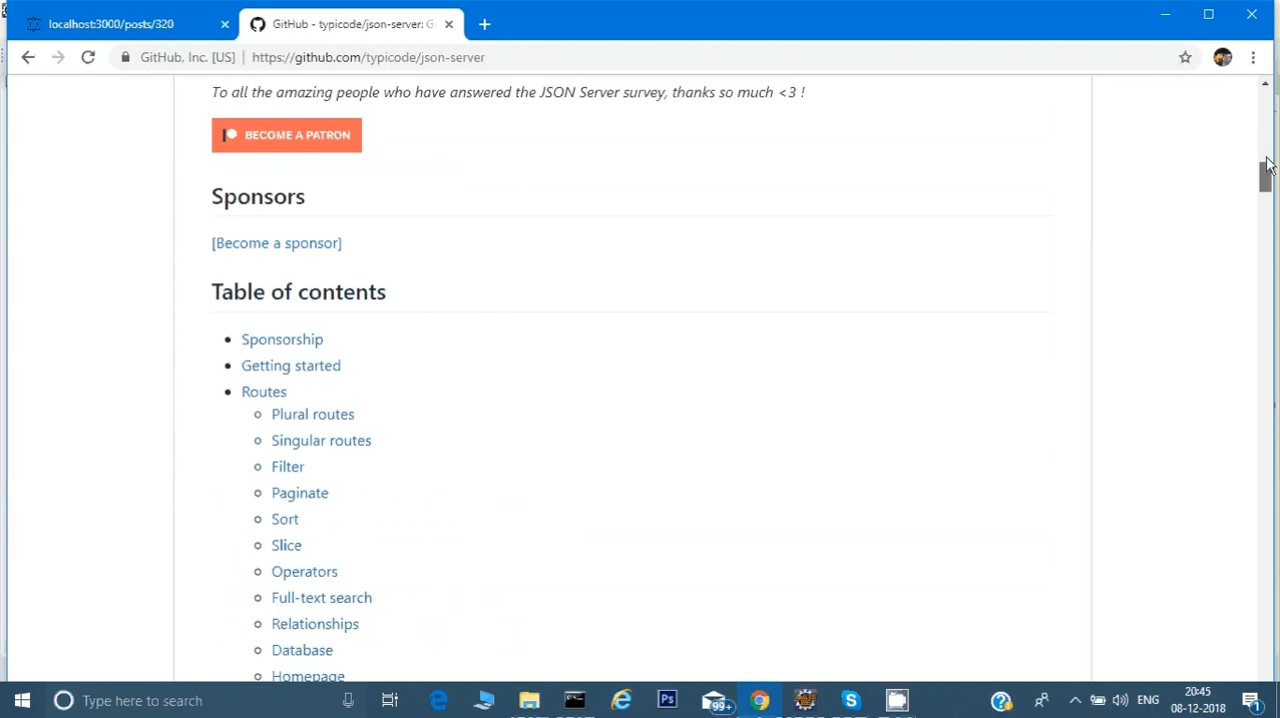 localhost:3000/posts/320
GitHub - typicode/json-server: G
GitHub, Inc. [US] | https://github.com/typicode/json-server
To all the amazing people who have answered the JSON Server survey, thanks so much <3 !
BECOME A PATRON
Sponsors
[Become a sponsor]
Table of contents
Sponsorship
Getting started
Routes
Plural routes
Singular routes
Filter
Paginate
Sort
Slice
Operators
Full-text search
Relationships
Database
Homepage
Type here to search
Ps
99+
ENG
20:45
08-12-2018
1